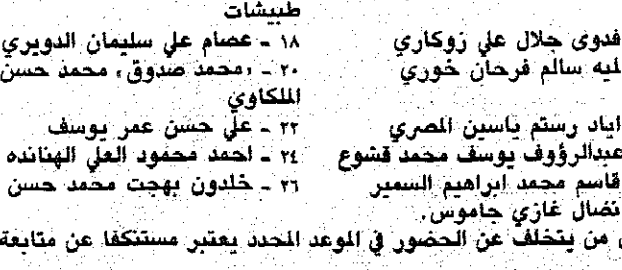 طبيشات
فدوى جلال علي زوكاري ١٨ ـ عصام علي سليمان الدويري
ليه سالم فرحان خوري ٢٠ ـ «محمد صدوق» محمد حسن
الملكاوي
اياد رستم ياسين المصري ٢٢ ـ علي حسن عمر يوسف
عبدالرؤوف يوسف محمد قشوع ٢٤ ـ احمد محمود العلي الهنانده
قاسم محمد ابراهيم السمير ٢٦ ـ خلدون بهجت محمد حسن
نضال غازي جاموس.
من يتخلف عن الحضور في الموعد المحدد يعتبر مستنكفا عن متابعة